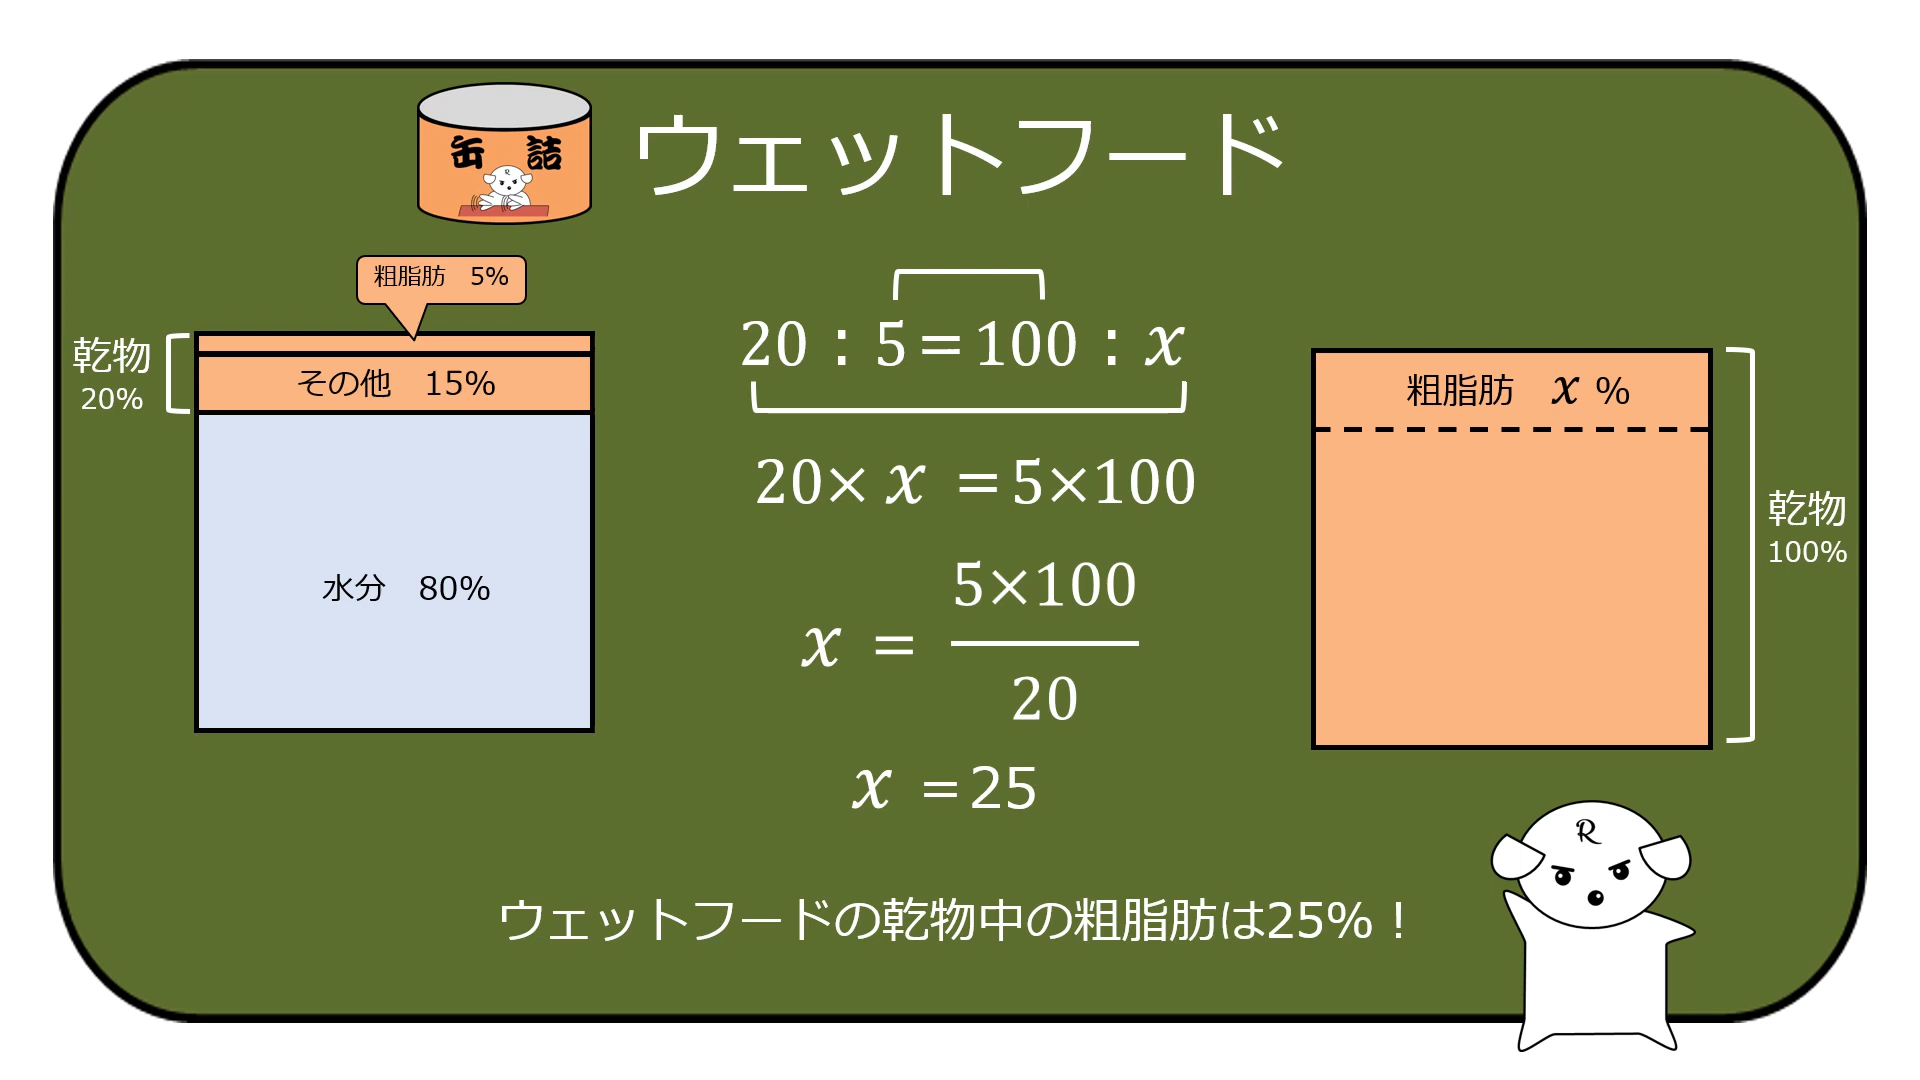 缶詰
R
ウェットフード
粗脂肪　5%
乾物
20%
その他　15%
水分　80%
20：5＝100：x
20× x ＝5×100
x ＝ 5×100
20
x ＝25
粗脂肪　x %
乾物
100%
ウェットフードの乾物中の粗脂肪は25%！
R